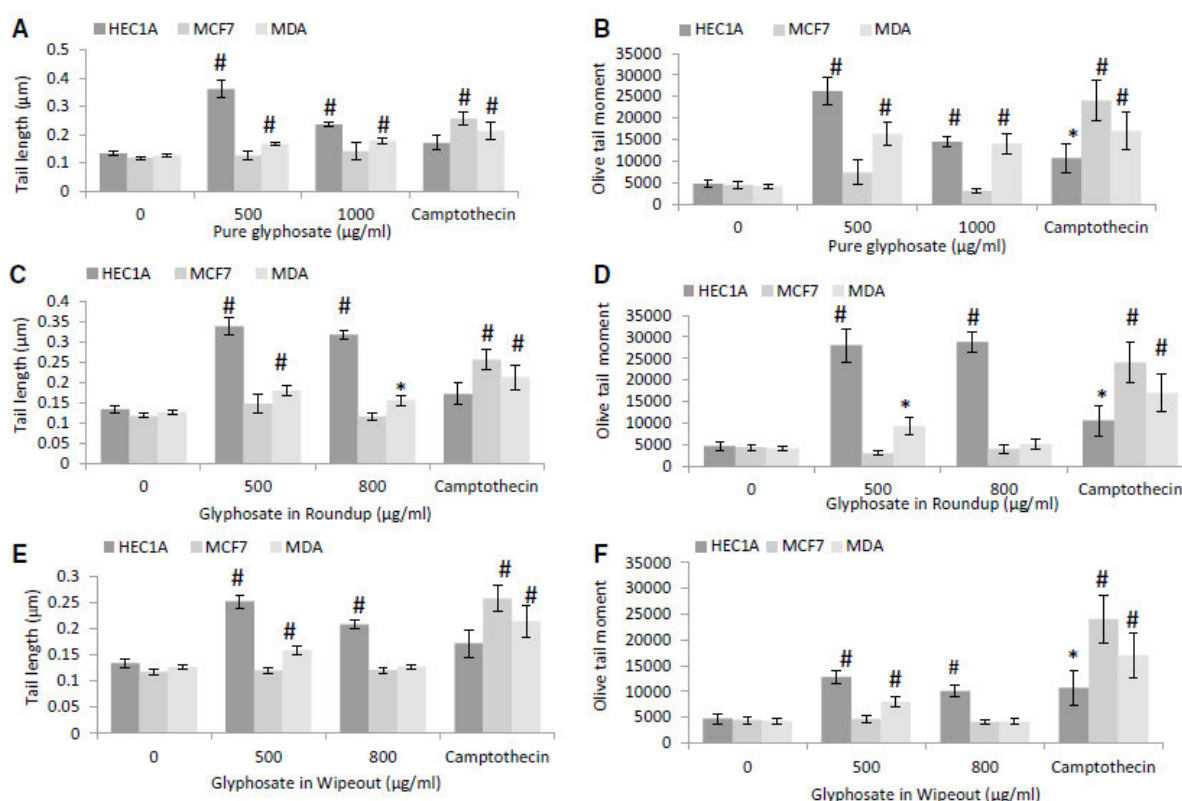 A
HEC1A MCF7 MDA
Tail length (μm)
0.5
0.4
0.3
0.2
0.1
0
# # # # # #
0 500 1000 Camptothecin
Pure glyphosate (μg/ml)
B
HEC1A MCF7 MDA
Olive tail moment
35000
30000
25000
20000
15000
10000
5000
0
# # # # * # #
0 500 1000 Camptothecin
Pure glyphosate (μg/ml)
C
HEC1A MCF7 MDA
Tail length (μm)
0.4
0.35
0.3
0.25
0.2
0.15
0.1
0.05
0
# # # * # #
0 500 800 Camptothecin
Glyphosate in Roundup (μg/ml)
D
HEC1A MCF7 MDA
Olive tail moment
35000
30000
25000
20000
15000
10000
5000
0
# * # * # #
0 500 800 Camptothecin
Glyphosate in Roundup (μg/ml)
E
HEC1A MCF7 MDA
Tail length (μm)
0.3
0.25
0.2
0.15
0.1
0.05
0
# # # # #
0 500 800 Camptothecin
Glyphosate in Wipeout (μg/ml)
F
HEC1A MCF7 MDA
Olive tail moment
35000
30000
25000
20000
15000
10000
5000
0
# # # * # #
0 500 800 Camptothecin
Glyphosate in Wipeout (μg/ml)